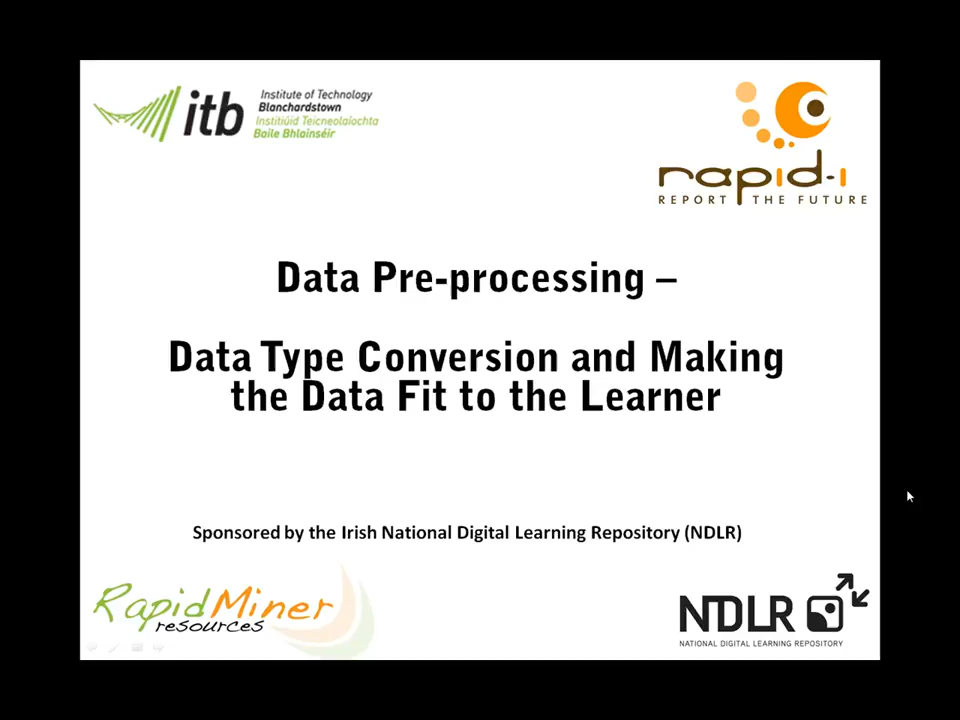 itb
Institute of Technology
Blanchardstown
Institiúid Teicneolaíochta
Baile Bhlainséir
rapid-i
REPORT THE FUTURE
Data Pre-processing –
Data Type Conversion and Making
the Data Fit to the Learner
Sponsored by the Irish National Digital Learning Repository (NDLR)
RapidMiner
resources
NDLR
NATIONAL DIGITAL LEARNING REPOSITORY